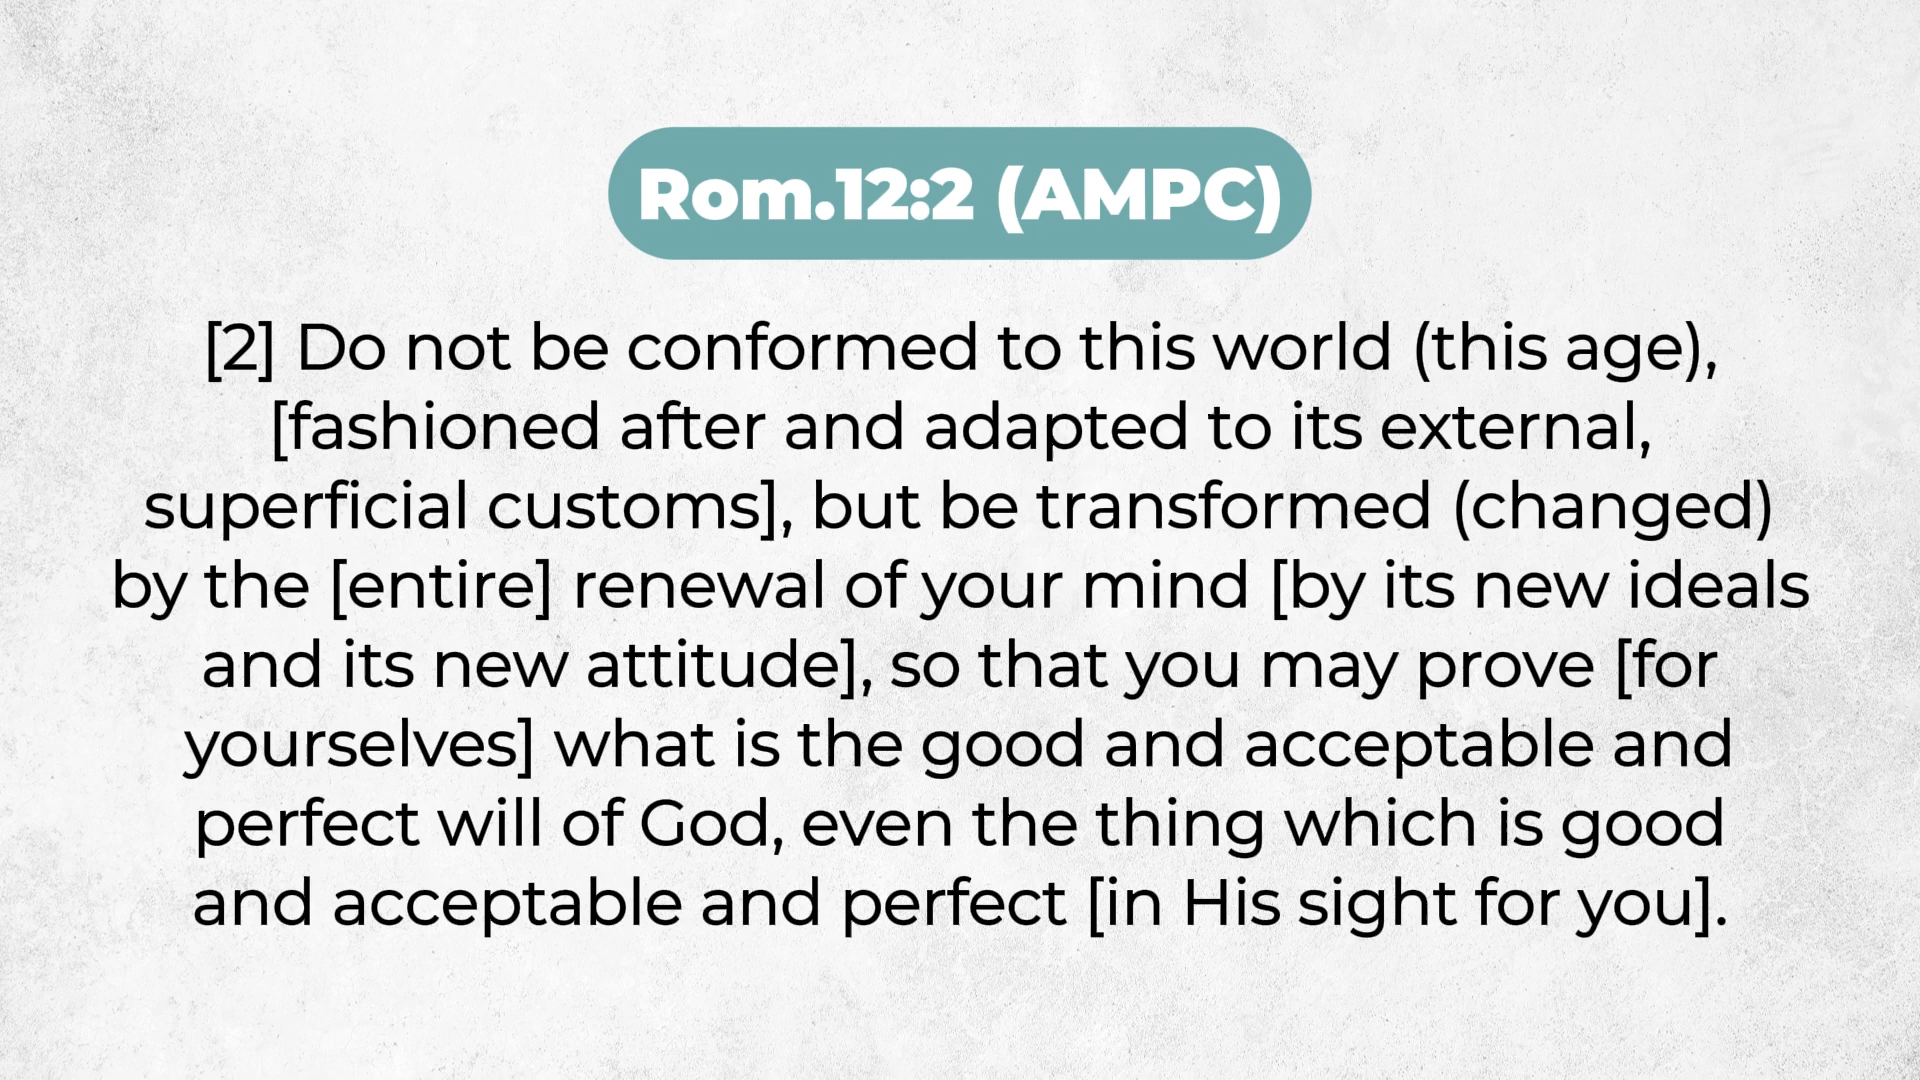 Rom.12:2 (AMPC)
[2] Do not be conformed to this world (this age),
[fashioned after and adapted to its external,
superficial customs], but be transformed (changed)
by the [entire] renewal of your mind [by its new ideals
and its new attitude], so that you may prove [for
yourselves] what is the good and acceptable and
perfect will of God, even the thing which is good
and acceptable and perfect [in His sight for you].